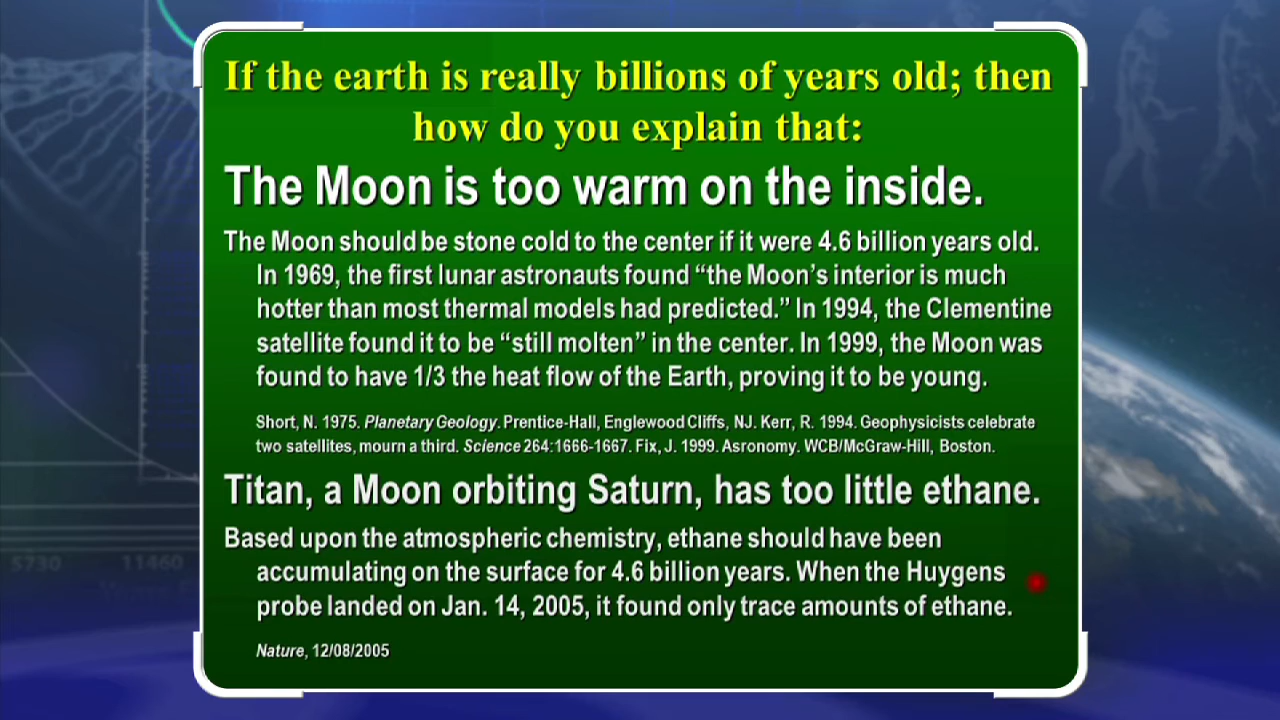 If the earth is really billions of years old; then
how do you explain that:
The Moon is too warm on the inside.
The Moon should be stone cold to the center if it were 4.6 billion years old.
In 1969, the first lunar astronauts found “the Moon’s interior is much
hotter than most thermal models had predicted.” In 1994, the Clementine
satellite found it to be “still molten” in the center. In 1999, the Moon was
found to have 1/3 the heat flow of the Earth, proving it to be young.
Short, N. 1975. Planetary Geology. Prentice-Hall, Englewood Cliffs, NJ. Kerr, R. 1994. Geophysicists celebrate
two satellites, mourn a third. Science 264:1666-1667. Fix, J. 1999. Asronomy. WCB/McGraw-Hill, Boston.
Titan, a Moon orbiting Saturn, has too little ethane.
Based upon the atmospheric chemistry, ethane should have been
accumulating on the surface for 4.6 billion years. When the Huygens
probe landed on Jan. 14, 2005, it found only trace amounts of ethane.
Nature, 12/08/2005
5730 11460